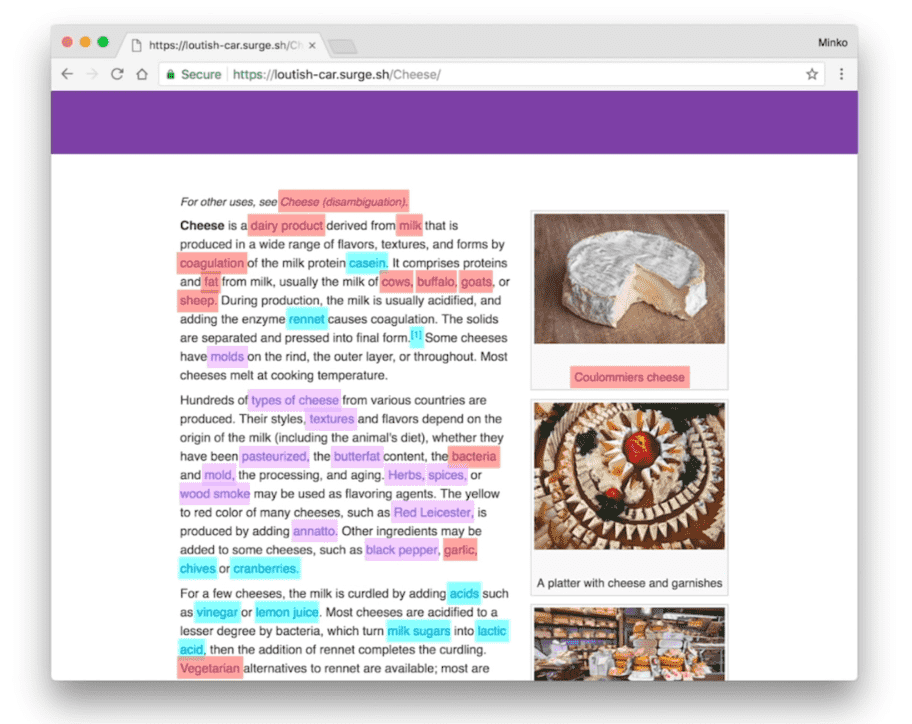 https://loutish-car.surge.sh/Ch
Minko
Secure https://loutish-car.surge.sh/Cheese/
For other uses, see Cheese (disambiguation).
Cheese is a dairy product derived from milk that is
produced in a wide range of flavors, textures, and forms by
coagulation of the milk protein casein. It comprises proteins
and fat from milk, usually the milk of cows, buffalo, goats, or
sheep. During production, the milk is usually acidified, and
adding the enzyme rennet causes coagulation. The solids
are separated and pressed into final form.[1] Some cheeses
have molds on the rind, the outer layer, or throughout. Most
cheeses melt at cooking temperature.
Hundreds of types of cheese from various countries are
produced. Their styles, textures and flavors depend on the
origin of the milk (including the animal's diet), whether they
have been pasteurized, the butterfat content, the bacteria
and mold, the processing, and aging. Herbs, spices, or
wood smoke may be used as flavoring agents. The yellow
to red color of many cheeses, such as Red Leicester, is
produced by adding annatto. Other ingredients may be
added to some cheeses, such as black pepper, garlic,
chives or cranberries.
For a few cheeses, the milk is curdled by adding acids such
as vinegar or lemon juice. Most cheeses are acidified to a
lesser degree by bacteria, which turn milk sugars into lactic
acid, then the addition of rennet completes the curdling.
Vegetarian alternatives to rennet are available; most are
Coulommiers cheese
A platter with cheese and garnishes